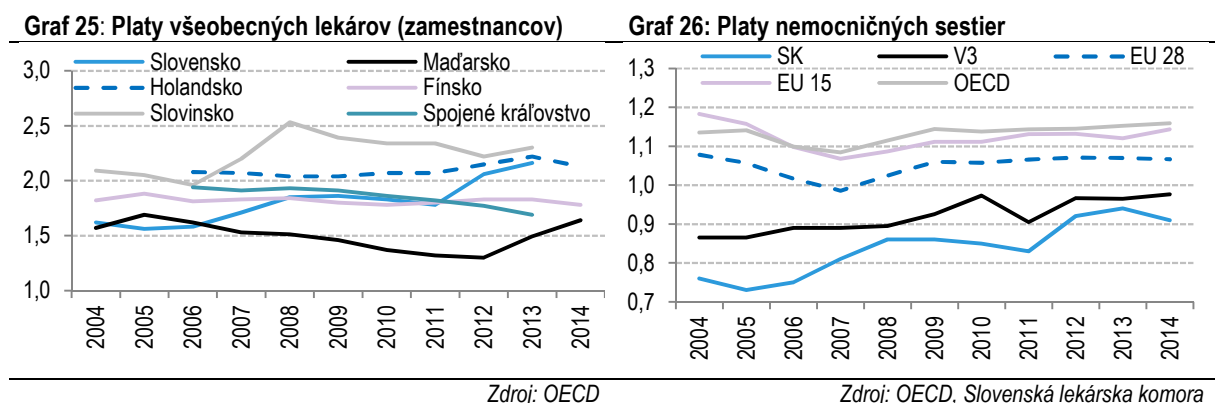 Graf 25: Platy všeobecných lekárov (zamestnancov)
3,0
2,5
2,0
1,5
1,0
Slovensko
Maďarsko
Holandsko
Fínsko
Slovinsko
Spojené kráľovstvo
2004
2005
2006
2007
2008
2009
2010
2011
2012
2013
2014
Zdroj: OECD
Graf 26: Platy nemocničných sestier
1,3
1,2
1,1
1,0
0,9
0,8
0,7
SK
V3
EU 28
EU 15
OECD
2004
2005
2006
2007
2008
2009
2010
2011
2012
2013
2014
Zdroj: OECD, Slovenská lekárska komora